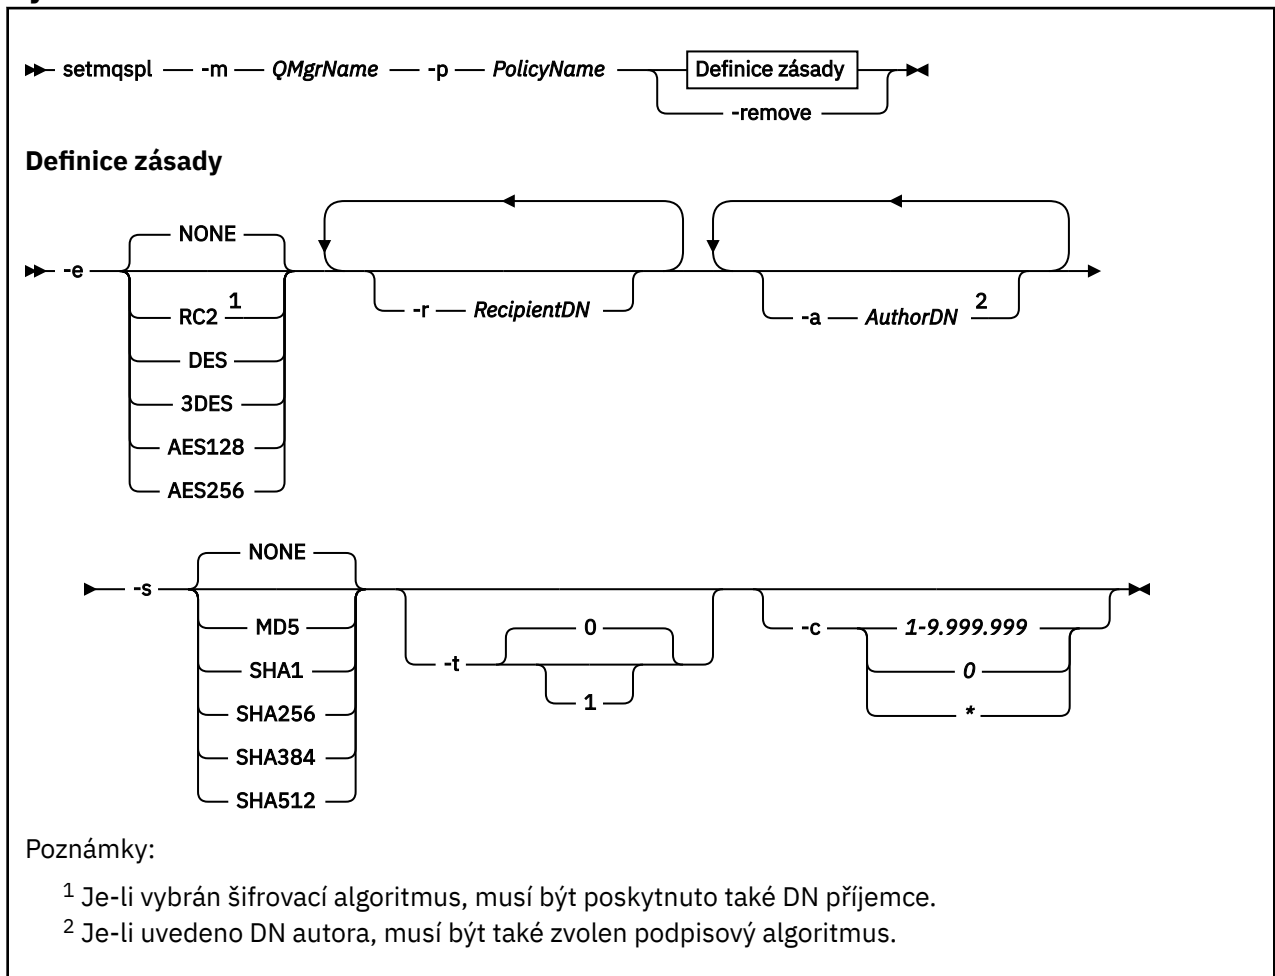 setmqspl -m QMgrName -p PolicyName Definice zásady
-remove
Definice zásady
NONE
-e
RC2 1
-r RecipientDN
-a AuthorDN 2
DES
3DES
AES128
AES256
NONE
-s
MD5
0
-c 1-9.999.999
SHA1
-t
0
1
SHA256
*
SHA384
SHA512
Poznámky:
1 Je-li vybrán šifrovací algoritmus, musí být poskytnuto také DN příjemce.
2 Je-li uvedeno DN autora, musí být také zvolen podpisový algoritmus.